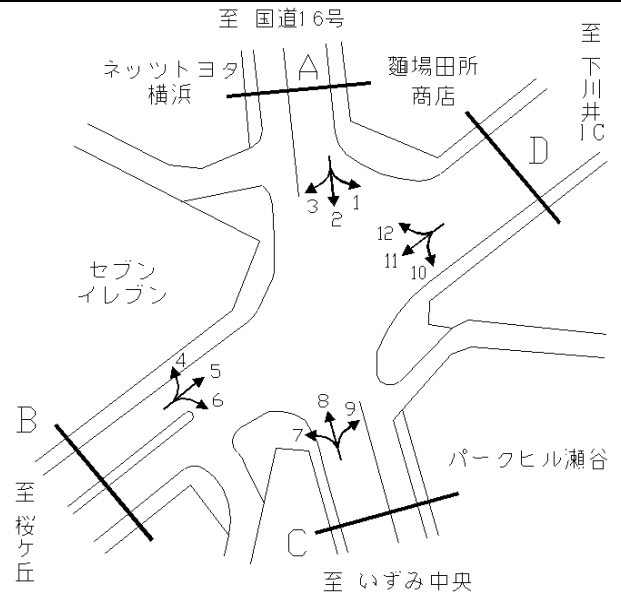 至 国道16号
ネッツトヨタ
横浜
A
麺場田所
商店
至
下川井IC
D
3
2
1
12
11
10
セブン
イレブン
4
5
6
8
9
7
B
至
桜ヶ丘
パークヒル瀬谷
C
至 いずみ中央